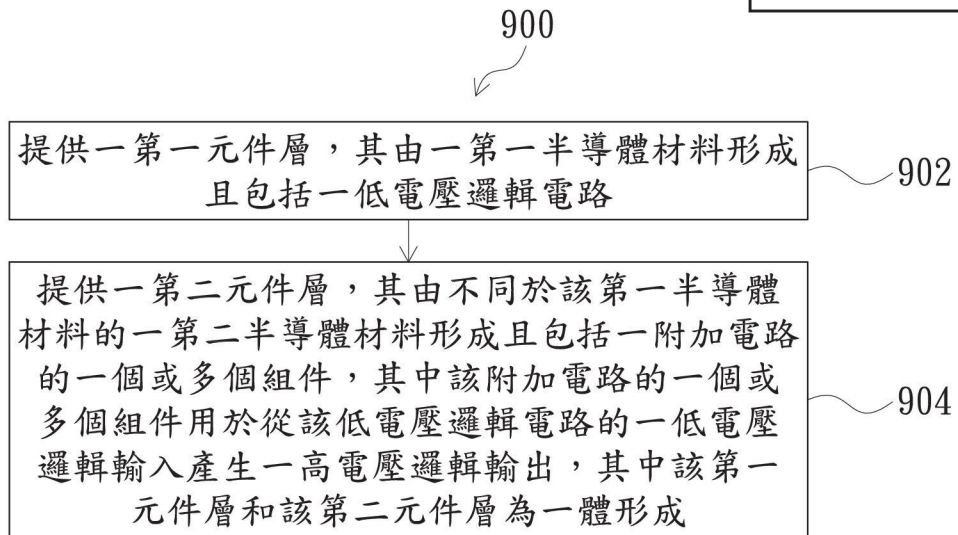 900
提供一第一元件層，其由一第一半導體材料形成
且包括一低電壓邏輯電路
902
提供一第二元件層，其由不同於該第一半導體
材料的一第二半導體材料形成且包括一附加電路
的一個或多個組件，其中該附加電路的一個或
多個組件用於從該低電壓邏輯電路的一低電壓
邏輯輸入產生一高電壓邏輯輸出，其中該第一
元件層和該第二元件層為一體形成
904